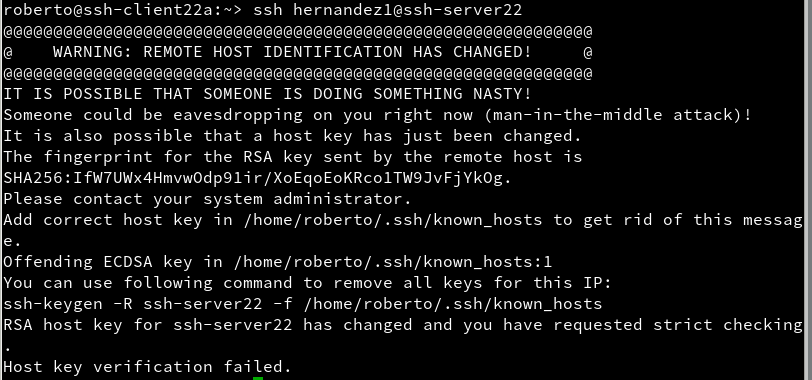 roberto@ssh-client22a:~> ssh hernandez1@ssh-server22
@@@@@@@@@@@@@@@@@@@@@@@@@@@@@@@@@@@@@@@@@@@@@@@@@@@@@@@@@@@
@    WARNING: REMOTE HOST IDENTIFICATION HAS CHANGED!     @
@@@@@@@@@@@@@@@@@@@@@@@@@@@@@@@@@@@@@@@@@@@@@@@@@@@@@@@@@@@
IT IS POSSIBLE THAT SOMEONE IS DOING SOMETHING NASTY!
Someone could be eavesdropping on you right now (man-in-the-middle attack)!
It is also possible that a host key has just been changed.
The fingerprint for the RSA key sent by the remote host is
SHA256:IfW7UWx4HmvwOdp91ir/XoEqoEoKRco1TW9JvFjYkOg.
Please contact your system administrator.
Add correct host key in /home/roberto/.ssh/known_hosts to get rid of this messag
e.
Offending ECDSA key in /home/roberto/.ssh/known_hosts:1
You can use following command to remove all keys for this IP:
ssh-keygen -R ssh-server22 -f /home/roberto/.ssh/known_hosts
RSA host key for ssh-server22 has changed and you have requested strict checking
.
Host key verification failed.